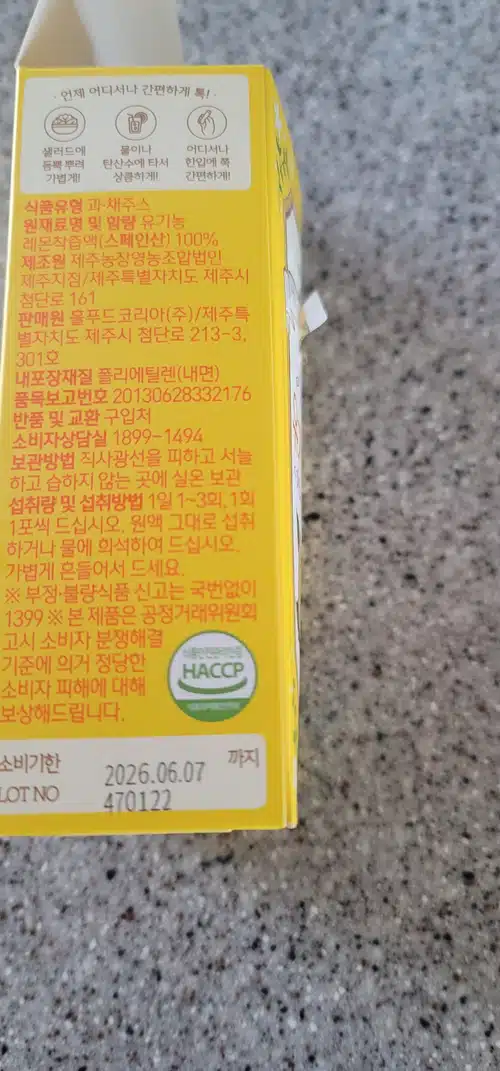 · 언제 어디서나 간편하게 톡! ·
샐러드에 듬뿍 뿌려 가볍게!
물이나 탄산수에 타서 상큼하게!
어디서나 한입에 쭉 간편하게!
식품유형 과·채주스
원재료명 및 함량 유기농
레몬착즙액(스페인산) 100%
제조원 제주농장영농조합법인
제주지점/제주특별자치도 제주시
첨단로 161
판매원 몰푸드코리아(주)/제주특
별자치도 제주시 첨단로 213-3,
301호
내포장재질 폴리에틸렌(내면)
품목보고번호 20130628332176
반품 및 교환 구입처
소비자상담실 1899-1494
보관방법 직사광선을 피하고 서늘
하고 습하지 않는 곳에 실온 보관
섭취량 및 섭취방법 1일 1~3회, 1회
1포씩 드십시오. 원액 그대로 섭취
하거나 물에 희석하여 드십시오.
가볍게 흔들어서 드세요.
※ 부정·불량식품 신고는 국번없이
1399 ※ 본 제품은 공정거래위원회
고시 소비자 분쟁해결
기준에 의거 정당한
소비자 피해에 대해
보상해드립니다.
HACCP
소비기한 2026.06.07 까지
LOT NO 470122